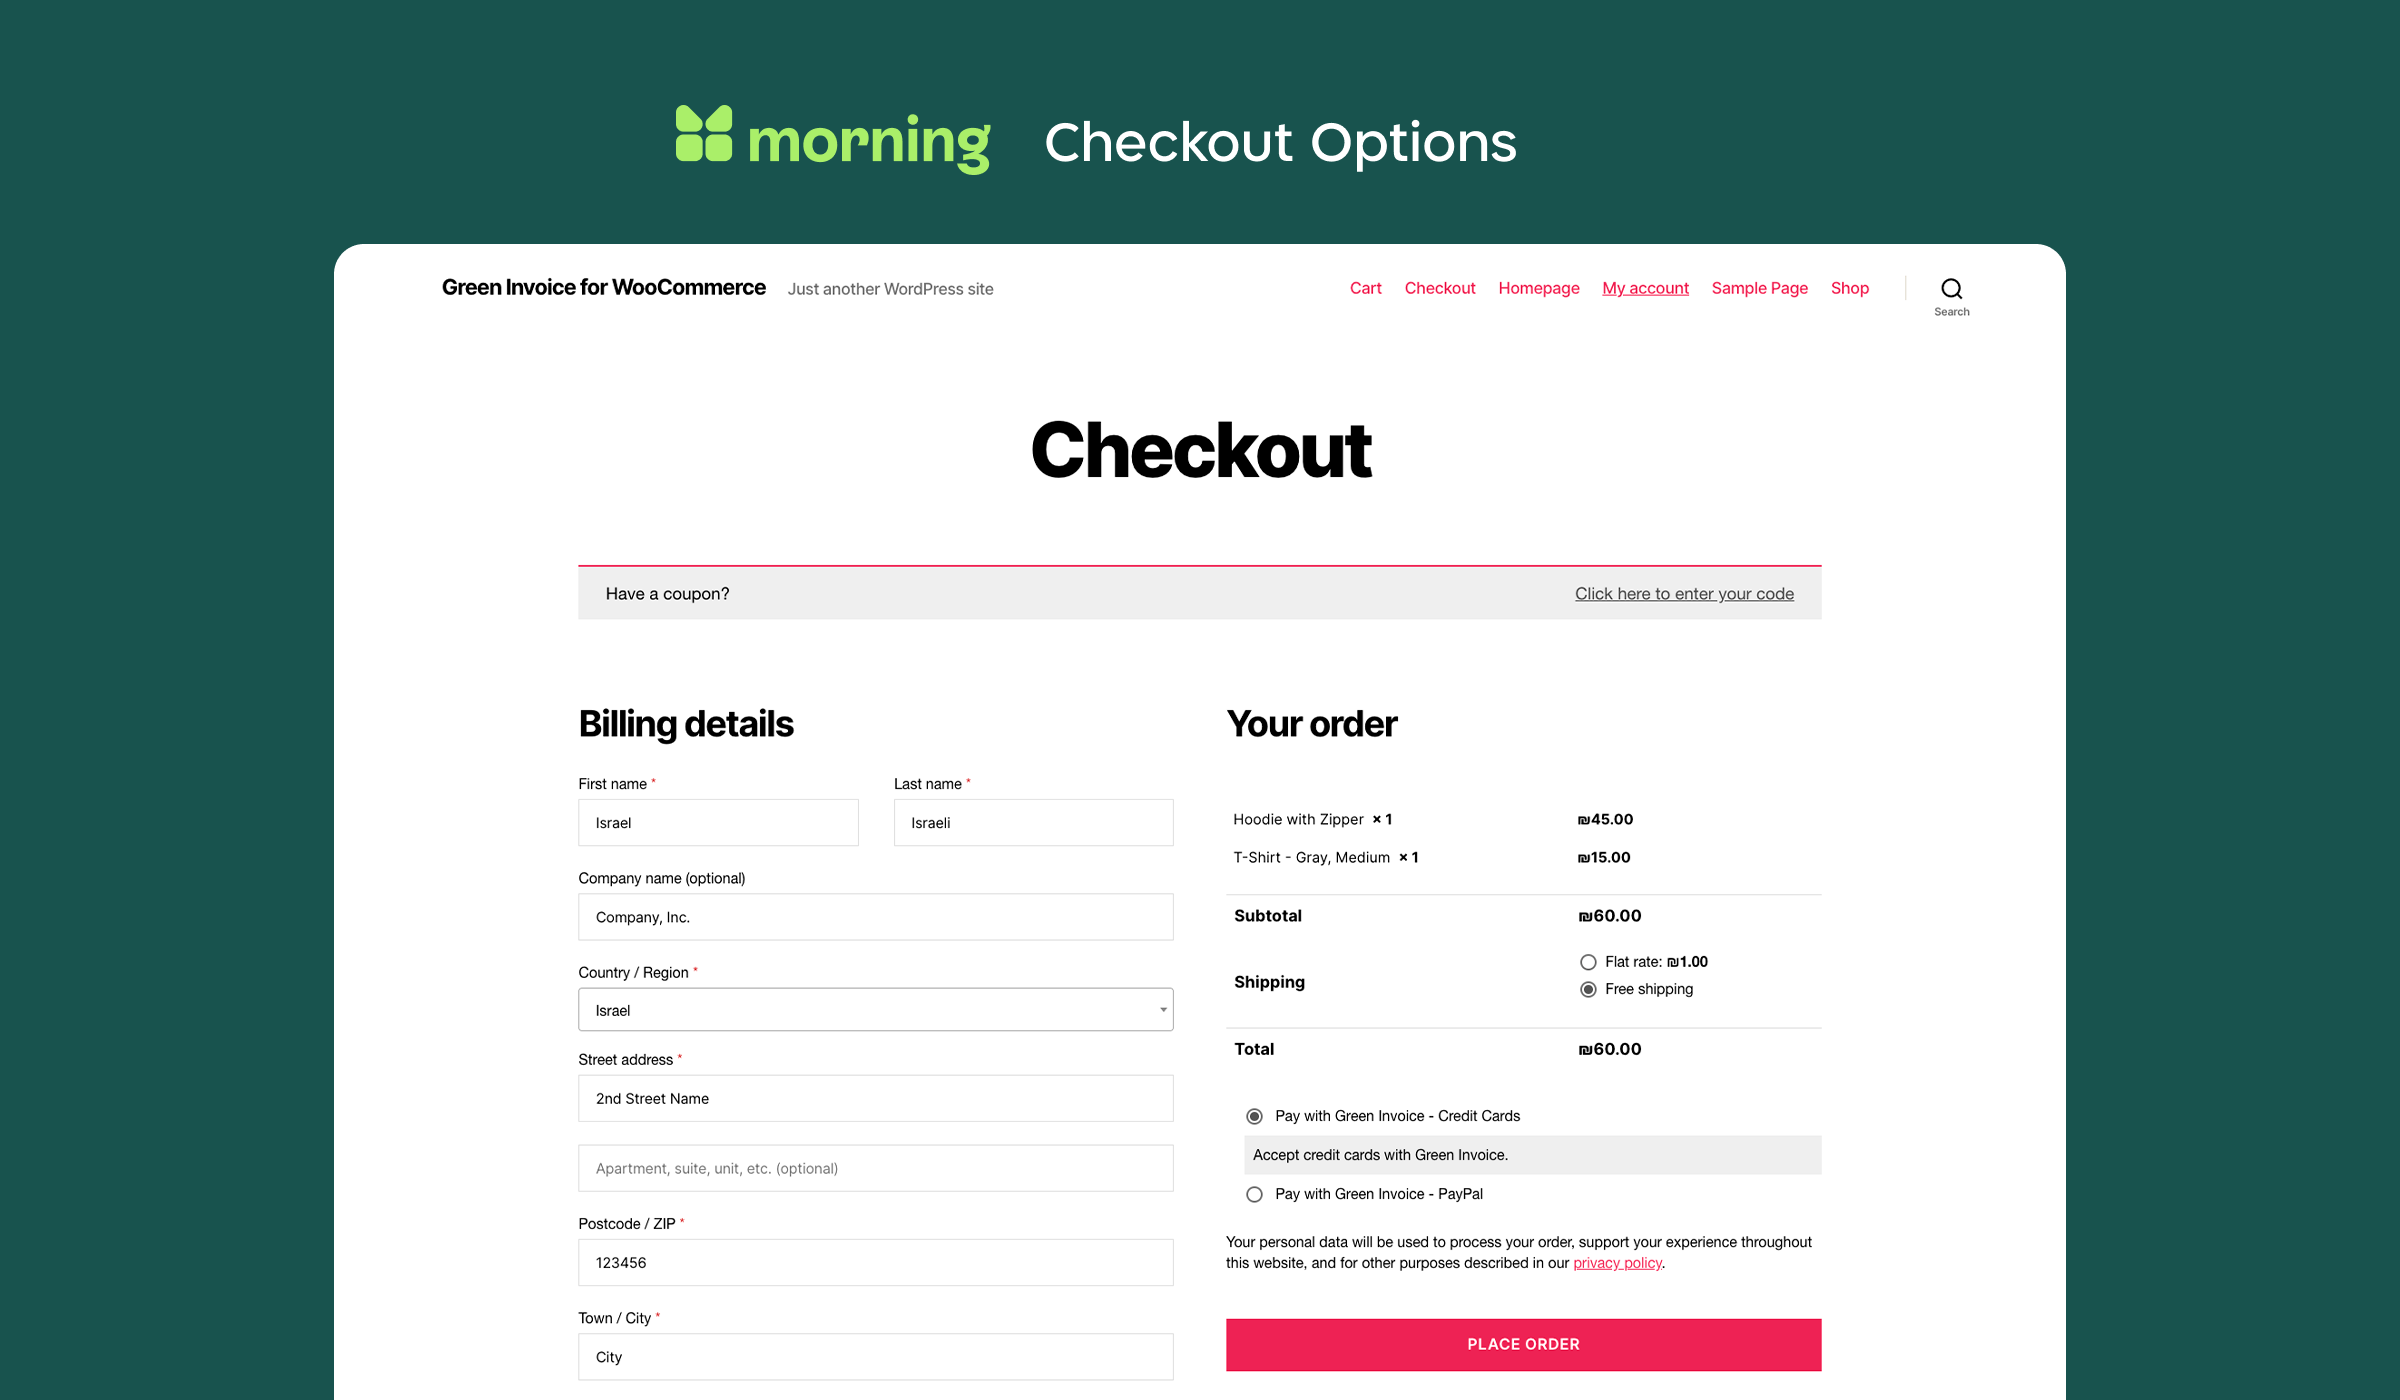 morning Checkout Options
Green Invoice for WooCommerce Just another WordPress site Cart Checkout Homepage My account Sample Page Shop Search
Checkout
Have a coupon? Click here to enter your code
Billing details
First name * Last name *
Israel Israeli
Company name (optional)
Company, Inc.
Country / Region *
Israel
Street address *
2nd Street Name
Apartment, suite, unit, etc. (optional)
Postcode / ZIP *
123456
Town / City *
City
Your order
Hoodie with Zipper × 1 ₪45.00
T-Shirt - Gray, Medium × 1 ₪15.00
Subtotal ₪60.00
Shipping
Flat rate: ₪1.00
Free shipping
Total ₪60.00
Pay with Green Invoice - Credit Cards
Accept credit cards with Green Invoice.
Pay with Green Invoice - PayPal
Your personal data will be used to process your order, support your experience throughout
this website, and for other purposes described in our privacy policy.
PLACE ORDER